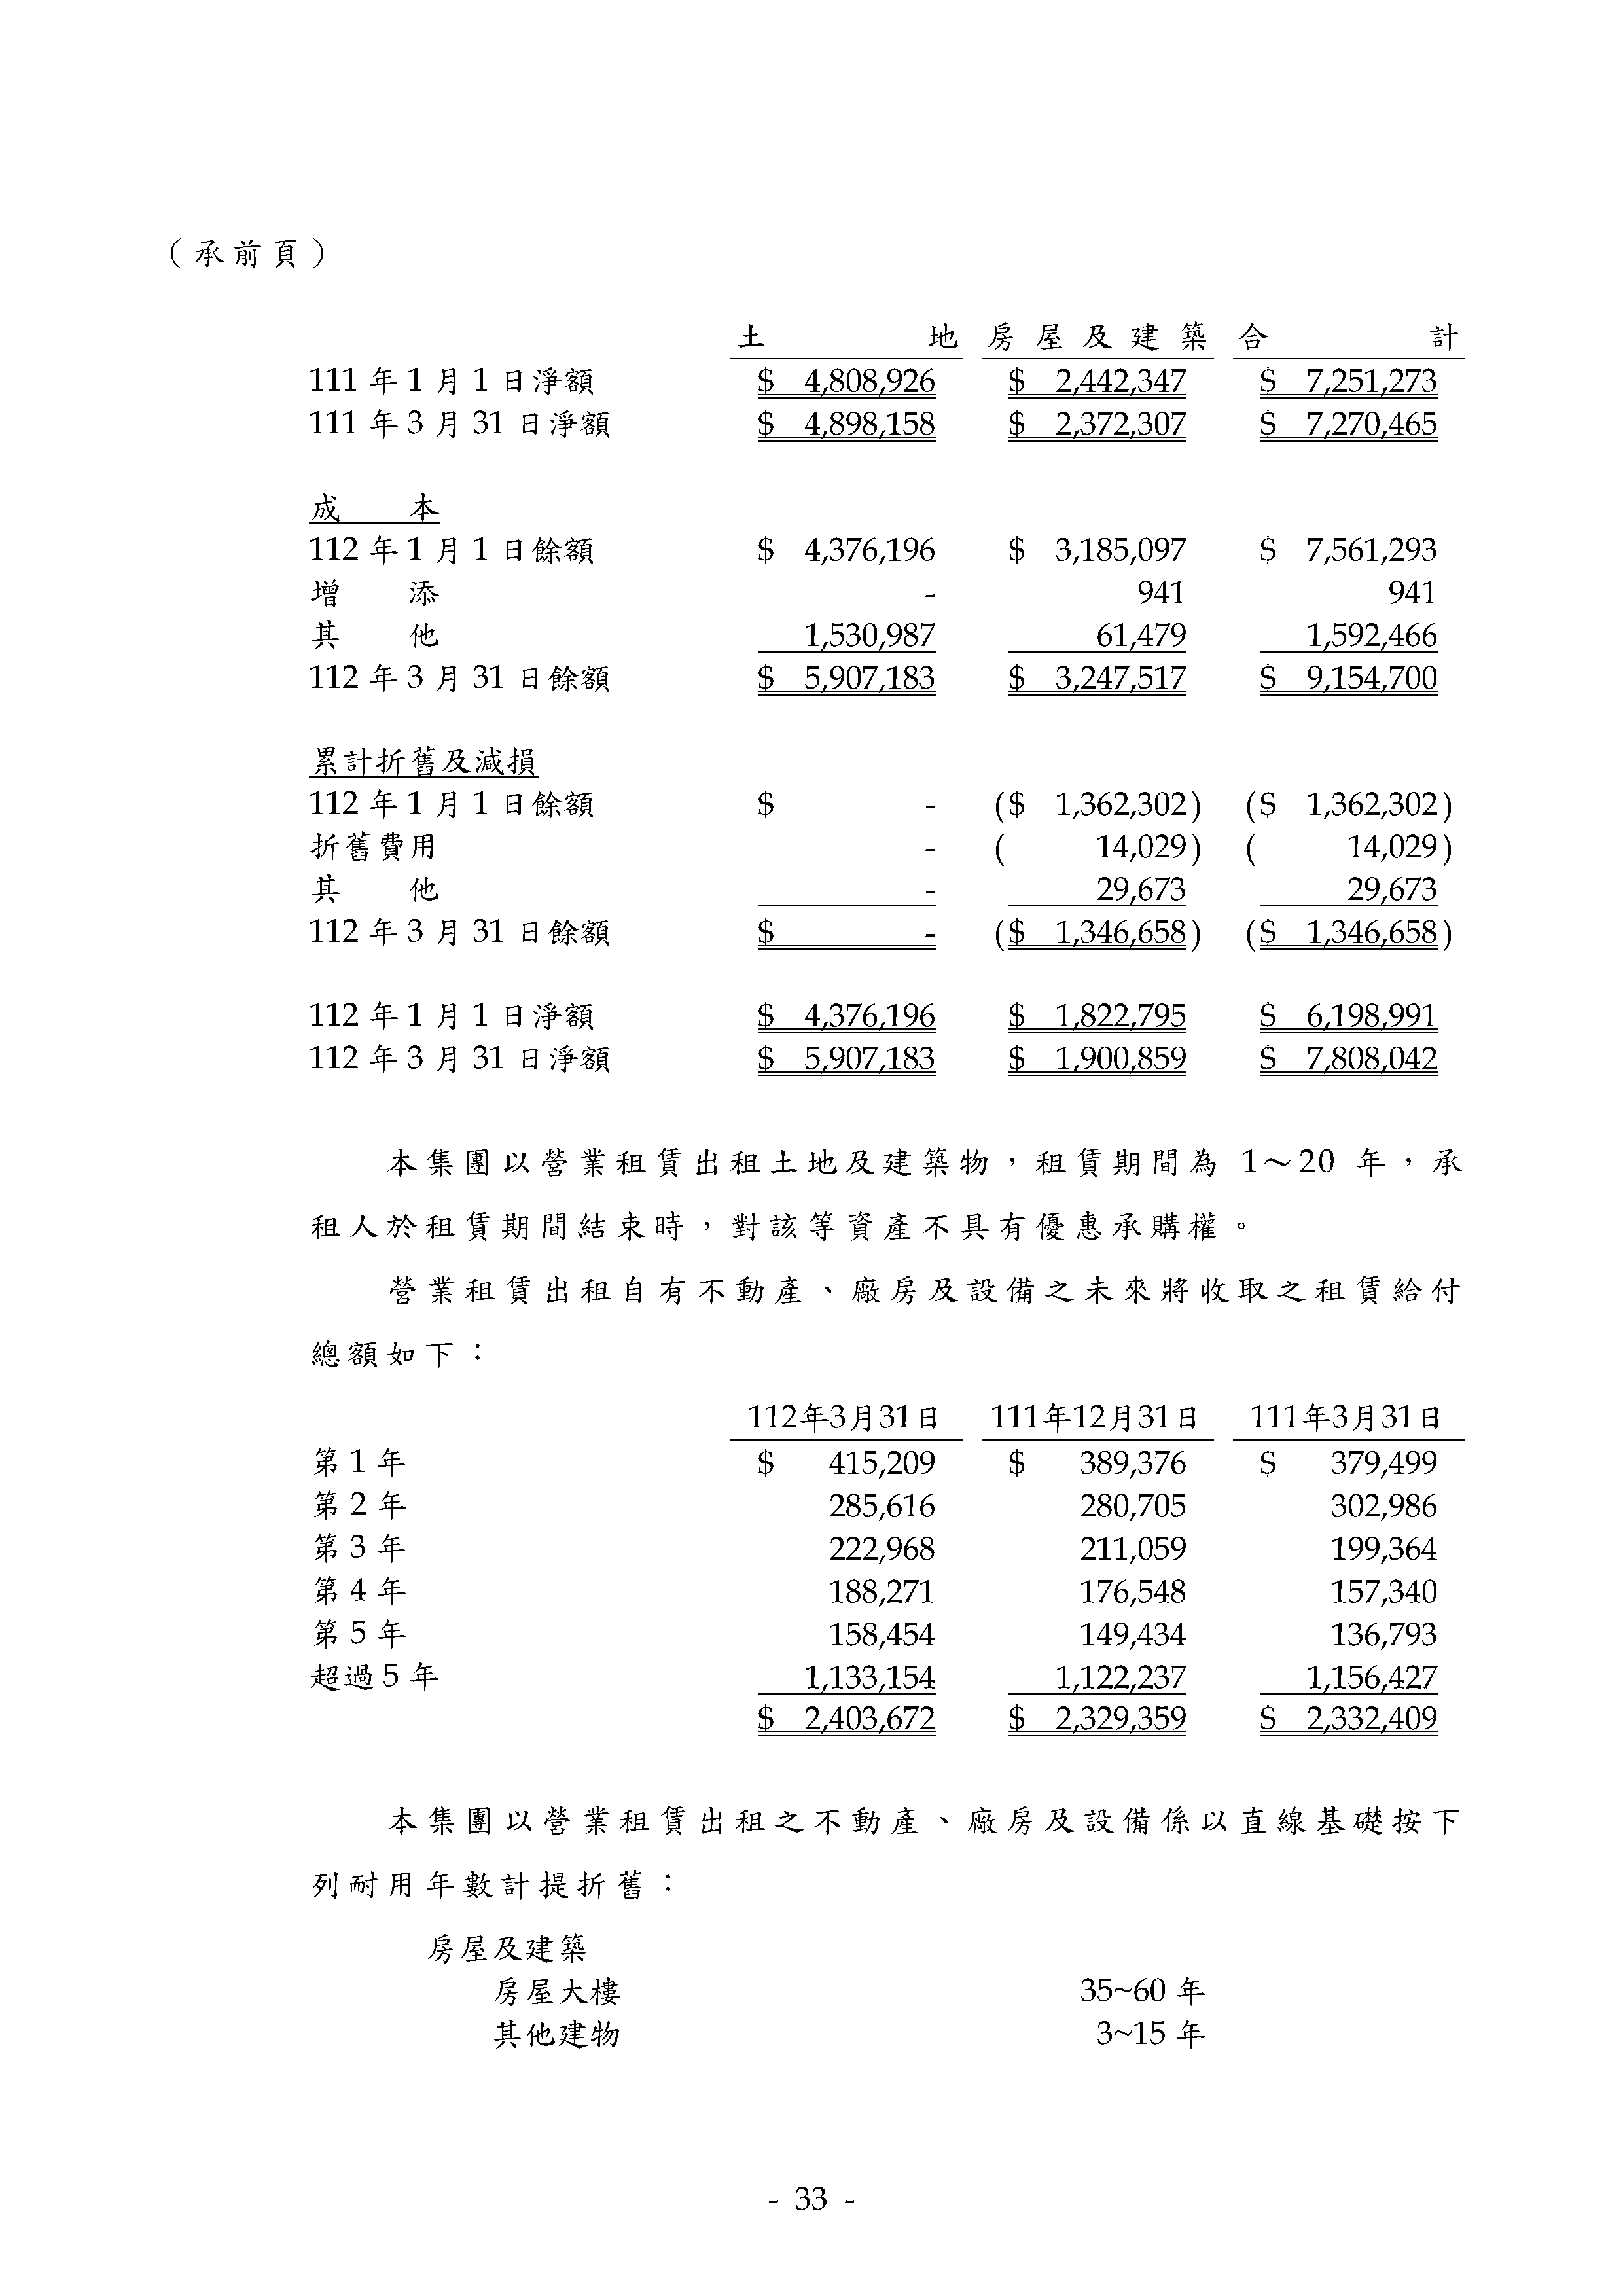 （承前頁）
土地 房屋及建築 合計
111 年 1 月 1 日淨額 $ 4,808,926 $ 2,442,347 $ 7,251,273
111 年 3 月 31 日淨額 $ 4,898,158 $ 2,372,307 $ 7,270,465
成本
112 年 1 月 1 日餘額 $ 4,376,196 $ 3,185,097 $ 7,561,293
增添 - 941 941
其他 1,530,987 61,479 1,592,466
112 年 3 月 31 日餘額 $ 5,907,183 $ 3,247,517 $ 9,154,700
累計折舊及減損
112 年 1 月 1 日餘額 $ - ($ 1,362,302) ($ 1,362,302)
折舊費用 - ( 14,029) ( 14,029)
其他 - 29,673 29,673
112 年 3 月 31 日餘額 $ - ($ 1,346,658) ($ 1,346,658)
112 年 1 月 1 日淨額 $ 4,376,196 $ 1,822,795 $ 6,198,991
112 年 3 月 31 日淨額 $ 5,907,183 $ 1,900,859 $ 7,808,042
本集團以營業租賃出租土地及建築物，租賃期間為 1～20 年，承
租人於租賃期間結束時，對該等資產不具有優惠承購權。
營業租賃出租自有不動產、廠房及設備之未來將收取之租賃給付
總額如下：
112年3月31日 111年12月31日 111年3月31日
第 1 年 $ 415,209 $ 389,376 $ 379,499
第 2 年 285,616 280,705 302,986
第 3 年 222,968 211,059 199,364
第 4 年 188,271 176,548 157,340
第 5 年 158,454 149,434 136,793
超過 5 年 1,133,154 1,122,237 1,156,427
$ 2,403,672 $ 2,329,359 $ 2,332,409
本集團以營業租賃出租之不動產、廠房及設備係以直線基礎按下
列耐用年數計提折舊：
房屋及建築
房屋大樓 35~60 年
其他建物 3~15 年
- 33 -